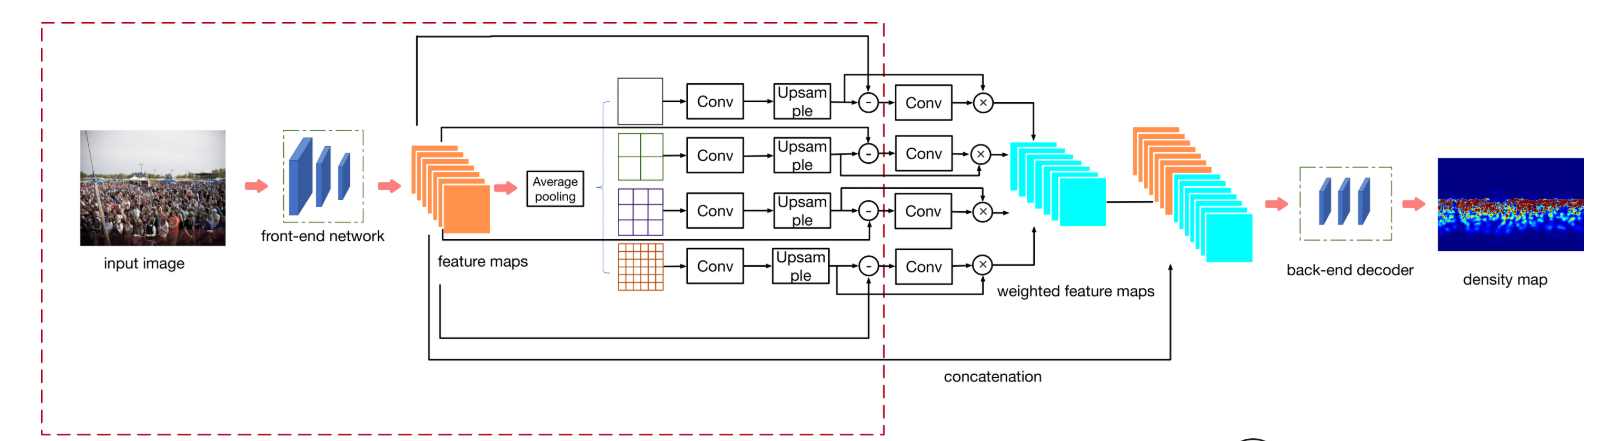 input image
front-end network
feature maps
Average
pooling
Conv
Upsam
ple
-
Conv
×
Conv
Upsam
ple
-
Conv
×
Conv
Upsam
ple
-
Conv
×
Conv
Upsam
ple
-
Conv
×
weighted feature maps
concatenation
back-end decoder
density map